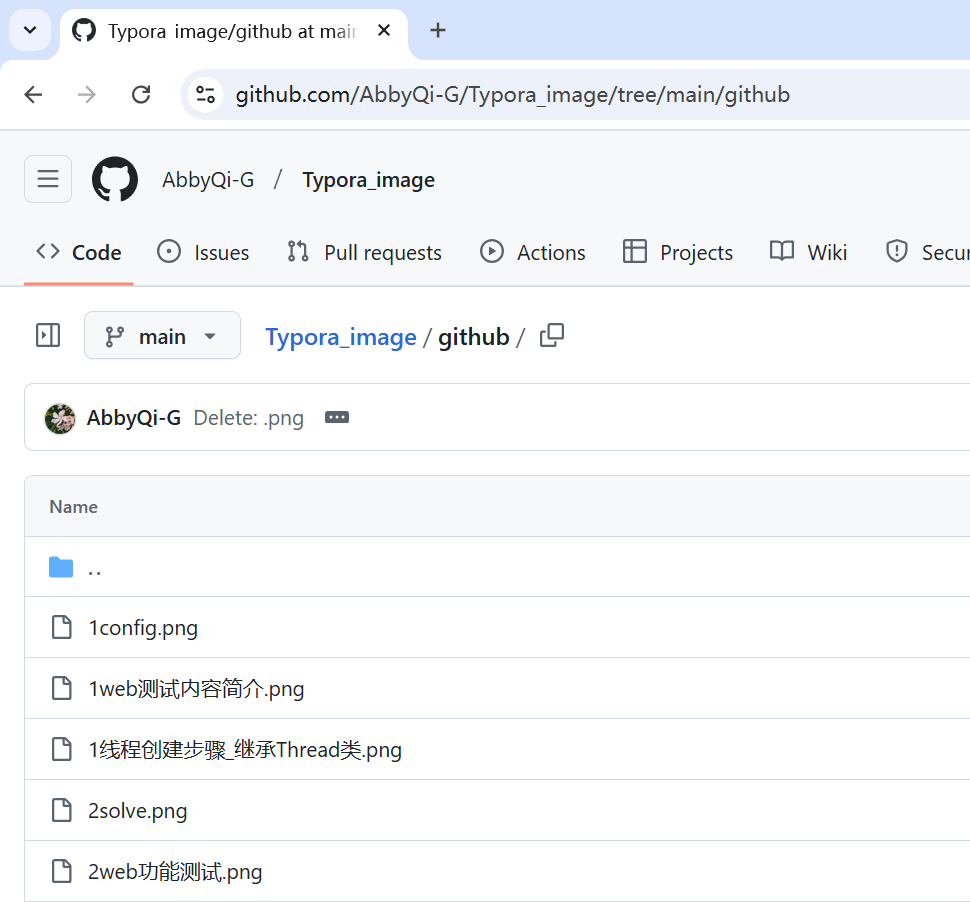 Typora image/github at main
github.com/AbbyQi-G/Typora_image/tree/main/github
AbbyQi-G / Typora_image
Code Issues Pull requests Actions Projects Wiki Secur
main Typora_image / github /
AbbyQi-G Delete: .png
Name
..
1config.png
1web测试内容简介.png
1线程创建步骤_继承Thread类.png
2solve.png
2web功能测试.png